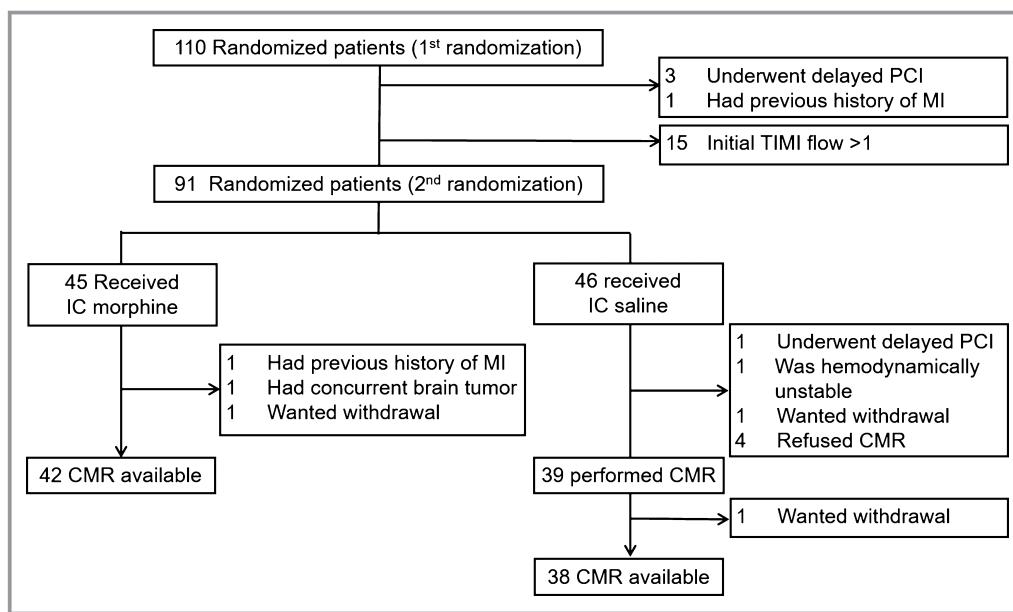 110 Randomized patients (1st randomization)
3 Underwent delayed PCI
1 Had previous history of MI
15 Initial TIMI flow >1
91 Randomized patients (2nd randomization)
45 Received
IC morphine
46 received
IC saline
1 Had previous history of MI
1 Had concurrent brain tumor
1 Wanted withdrawal
1 Underwent delayed PCI
1 Was hemodynamically
unstable
1 Wanted withdrawal
4 Refused CMR
42 CMR available
39 performed CMR
1 Wanted withdrawal
38 CMR available